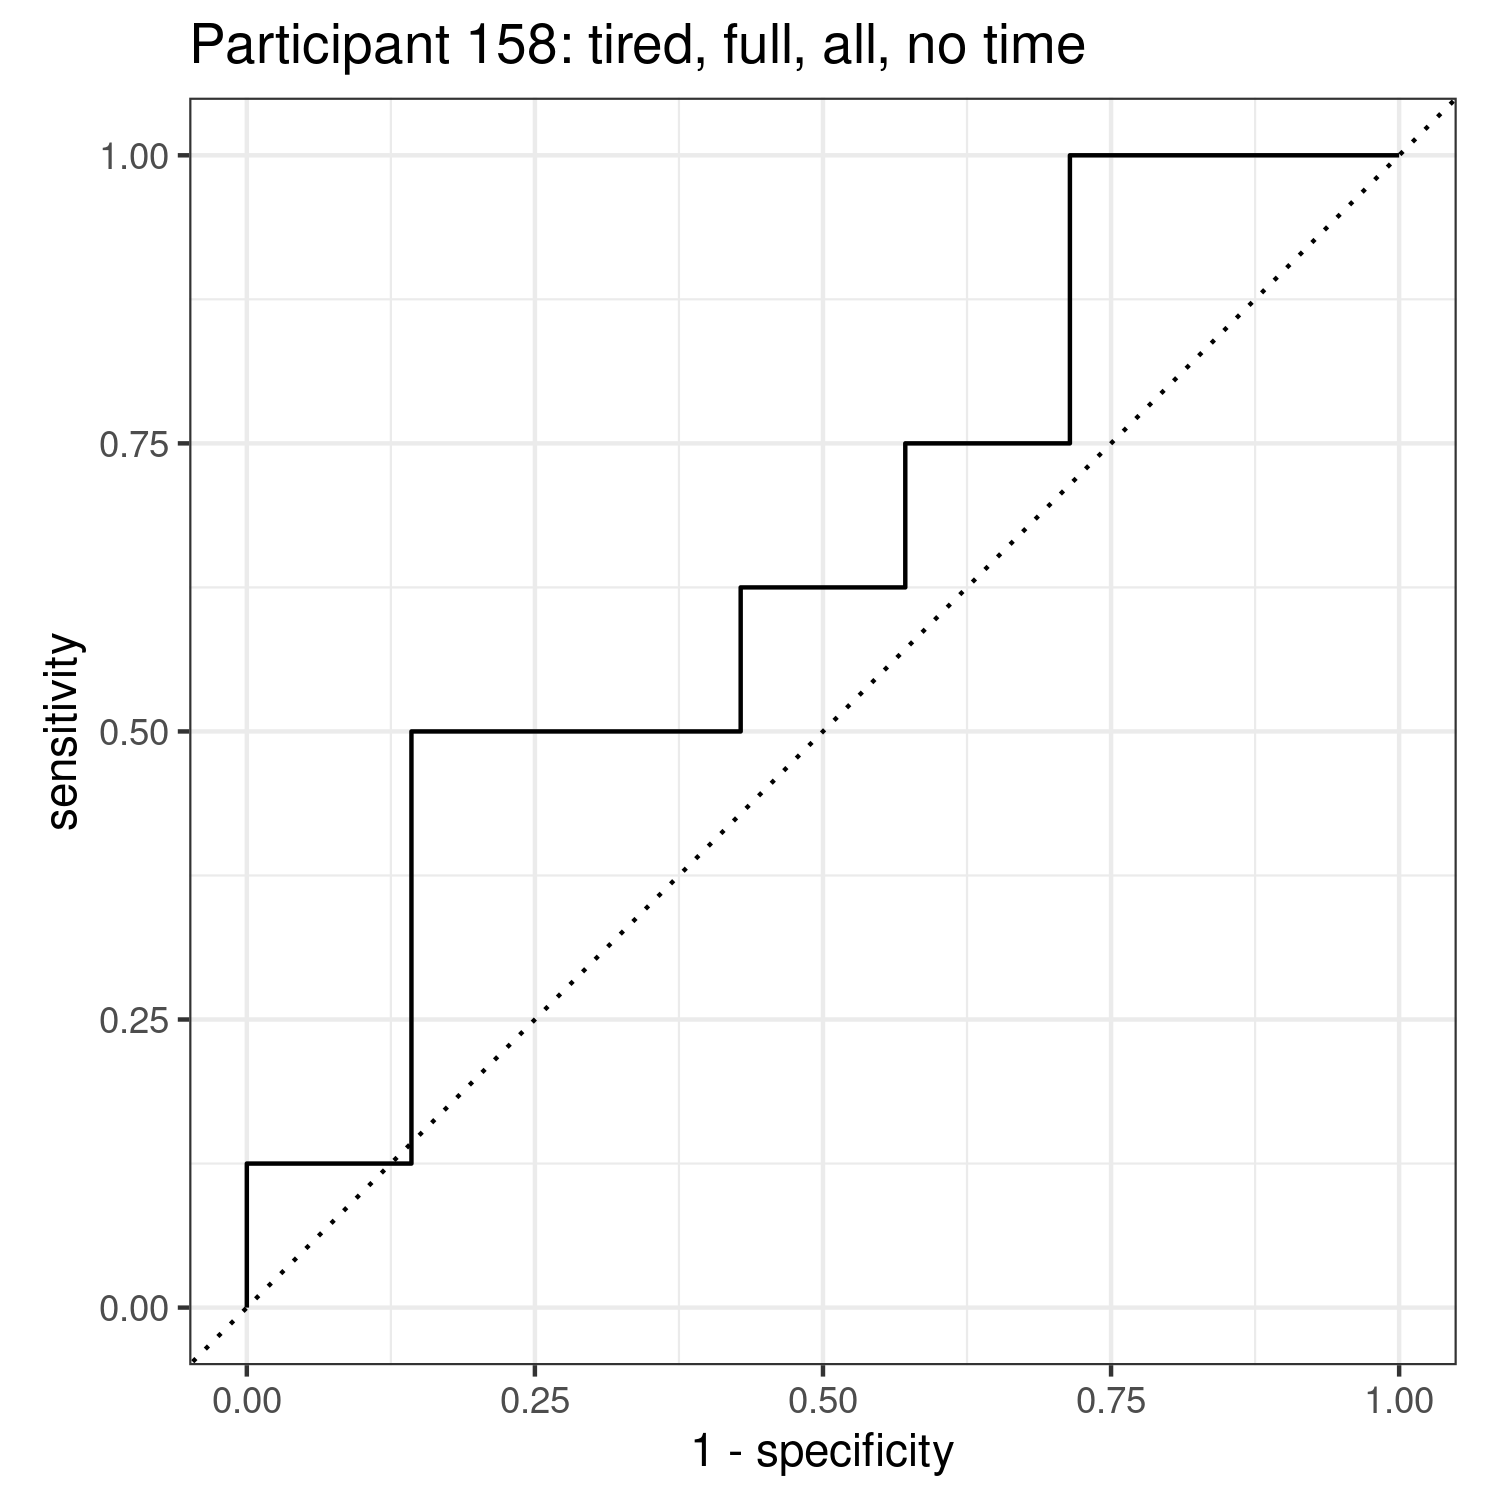 Participant 158: tired, full, all, no time
1.00
0.75
0.50
0.25
0.00
sensitivity
0.00 0.25 0.50 0.75 1.00
1 - specificity